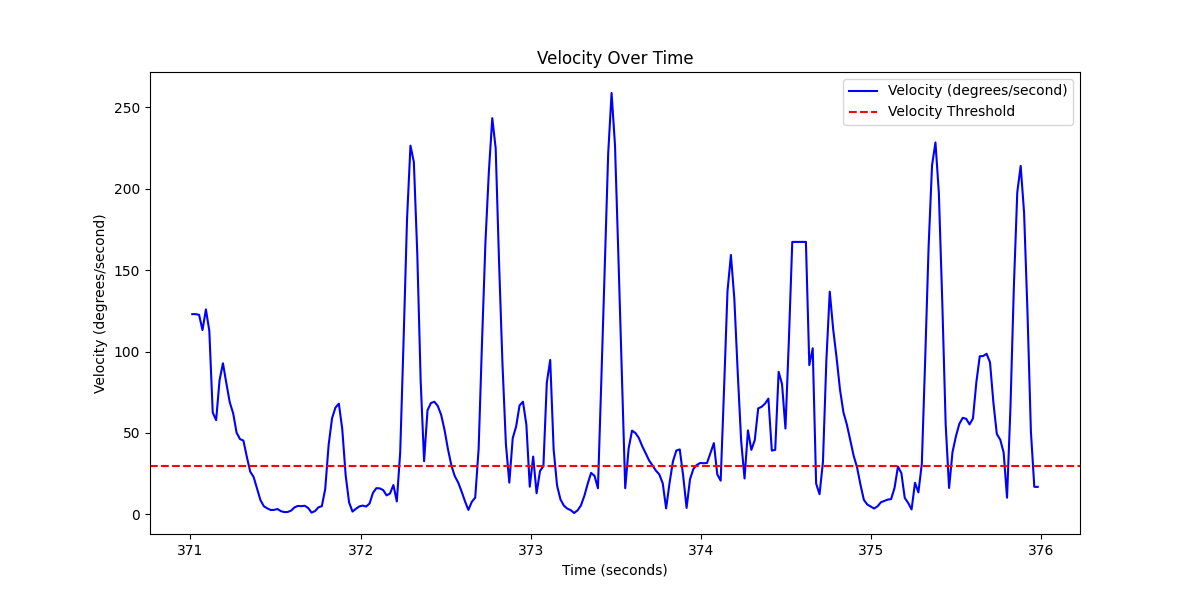 Velocity Over Time
Velocity (degrees/second)
Velocity Threshold
Velocity (degrees/second)
250
200
150
100
50
0
371
372
373
374
375
376
Time (seconds)